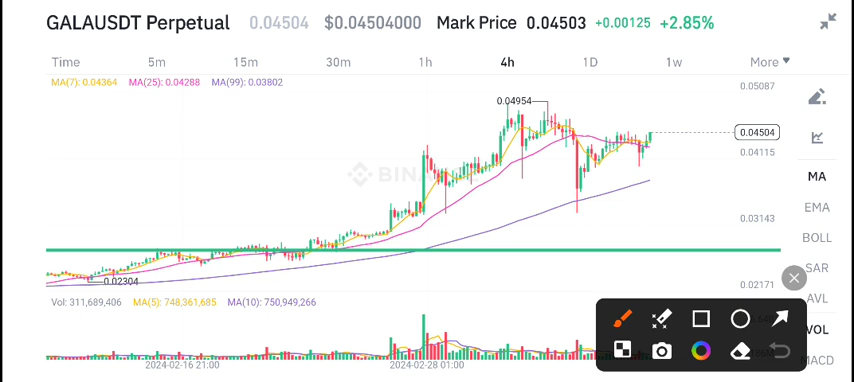 GALAUSDT Perpetual 0.04504 $0.04504000 Mark Price 0.04503 +0.00125 +2.85%
Time 5m 15m 30m 1h 4h 1D 1w More
MA(7): 0.04364 MA(25): 0.04288 MA(99): 0.03802
0.05087
0.04954
0.04504
0.04115
MA
BINA
EMA
0.03143
BOLL
SAR
0.02304
0.02171
AVL
Vol: 311,689,406 MA(5): 748,361,685 MA(10): 750,949,266
VOL
MACD
2024-02-16 21:00 2024-02-28 01:00